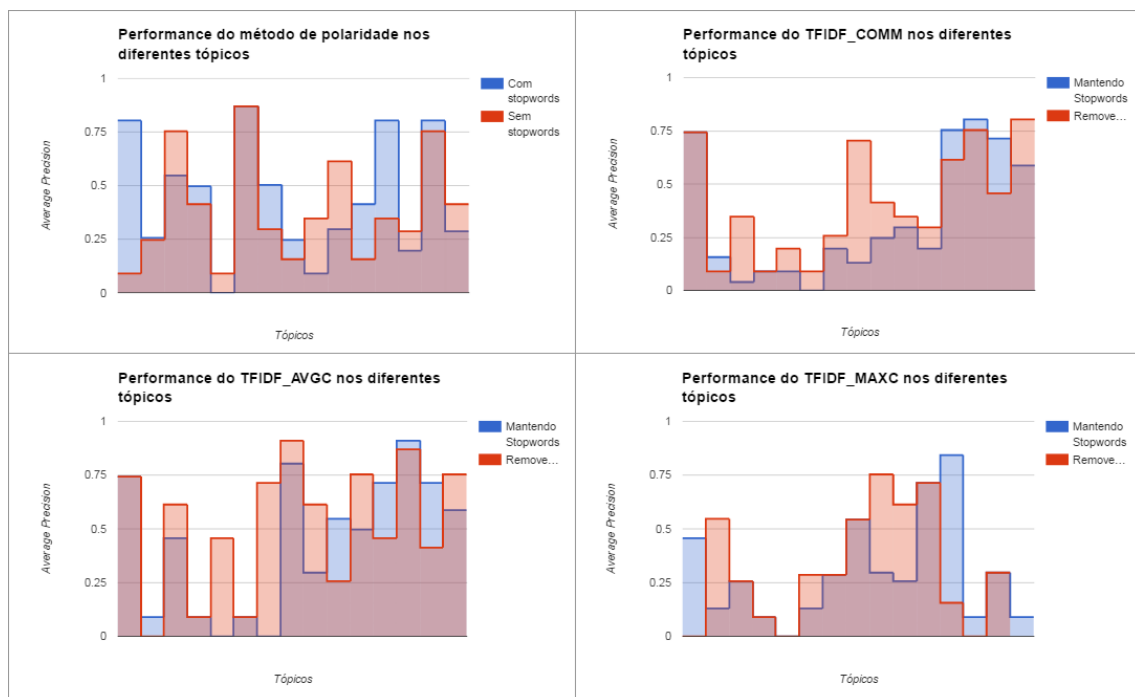 Performance do método de polaridade nos
diferentes tópicos
1
0.75
0.5
0.25
0
Average Precision
Tópicos
Com
stopwords
Sem
stopwords
Performance do TFIDF_COMM nos diferentes
tópicos
1
0.75
0.5
0.25
0
Average Precision
Tópicos
Mantendo
Stopwords
Remove…
Performance do TFIDF_AVGC nos diferentes
tópicos
1
0.75
0.5
0.25
0
Average Precision
Tópicos
Mantendo
Stopwords
Remove…
Performance do TFIDF_MAXC nos diferentes
tópicos
1
0.75
0.5
0.25
0
Average Precision
Tópicos
Mantendo
Stopwords
Remove…